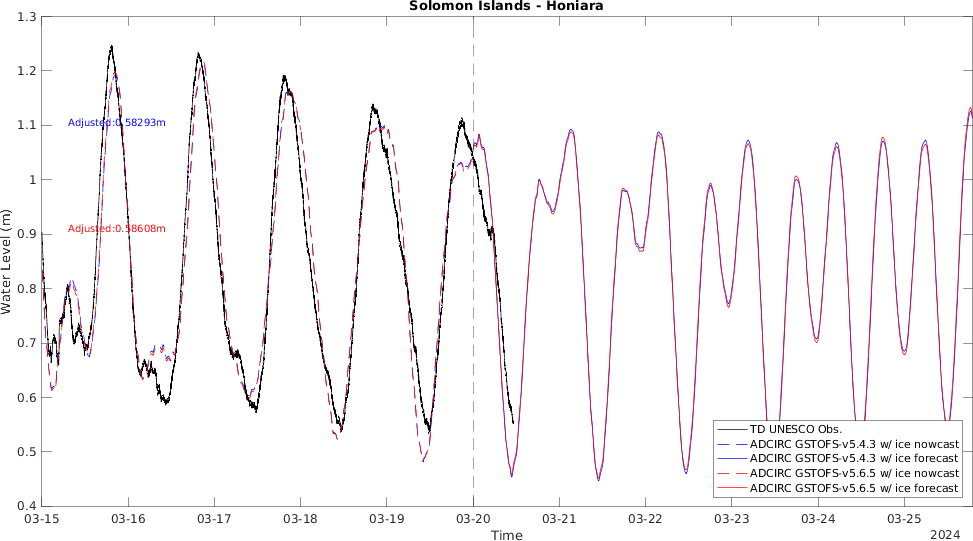 Solomon Islands - Honiara
1.3
1.2
1.1
1
0.9
0.8
0.7
0.6
0.5
0.4
Water Level (m)
Adjusted:0.58293m
Adjusted:0.58608m
TD UNESCO Obs.
ADCIRC GSTOFS-v5.4.3 w/ ice nowcast
ADCIRC GSTOFS-v5.4.3 w/ ice forecast
ADCIRC GSTOFS-v5.6.5 w/ ice nowcast
ADCIRC GSTOFS-v5.6.5 w/ ice forecast
03-15 03-16 03-17 03-18 03-19 03-20 03-21 03-22 03-23 03-24 03-25
Time
2024